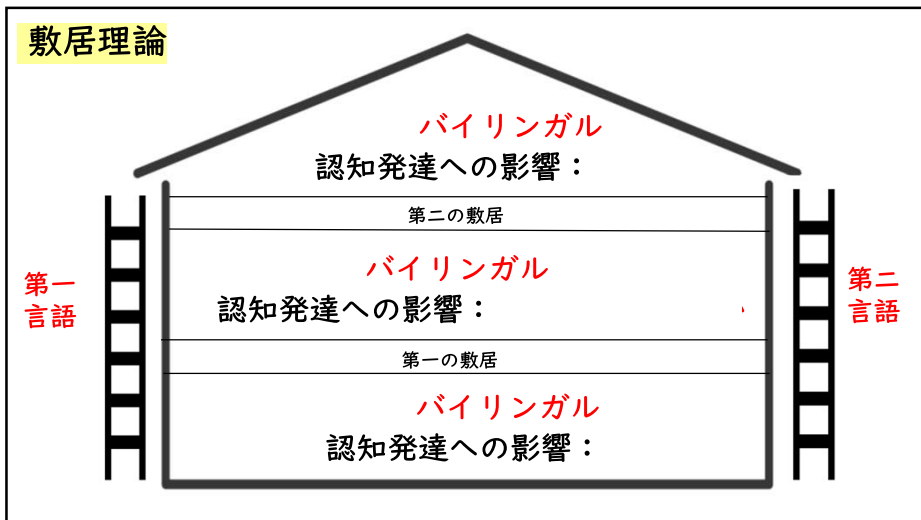 敷居理論
バイリンガル
認知発達への影響：
第二の敷居
第一
言語
バイリンガル
認知発達への影響：
第二
言語
第一の敷居
バイリンガル
認知発達への影響：